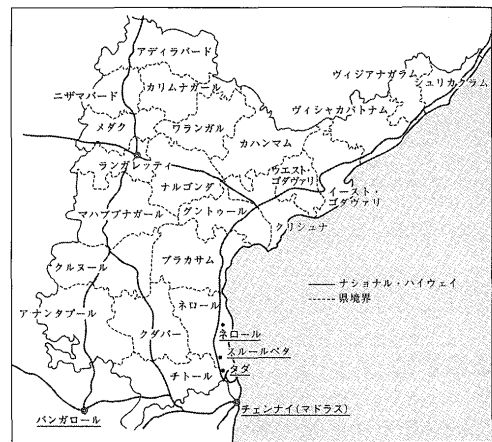 アディラバード
ヴィジアナガラム
シュリカクラム
ニザマバード
カリムナガール
ヴィシャカパトナム
メダク
ワランガル
カハンマム
ランガレッティ
ウエスト・
ゴダヴァリ
ナルゴンダ
イースト・
ゴダヴァリ
マハブブナガール
グントゥール
クリシュナ
プラカサム
クルヌール
ナショナル・ハイウェイ
県境界
ネロール
アナンタプール
クダパー
ネロール
スルールペタ
タダ
チトール
チェンナイ(マドラス)
バンガロール